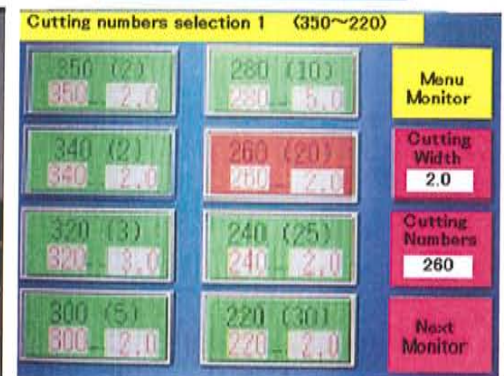 Cutting numbers selection 1 (350～220)
350 (2)
350 - 2.0
280 (10)
280 - 5.0
Menu
Monitor
340 (2)
340 - 2.0
260 (20)
260 - 2.0
Cutting
Width
2.0
320 (3)
320 - 3.0
240 (25)
240 - 2.0
Cutting
Numbers
260
300 (5)
300 - 2.0
220 (30)
220 - 2.0
Next
Monitor